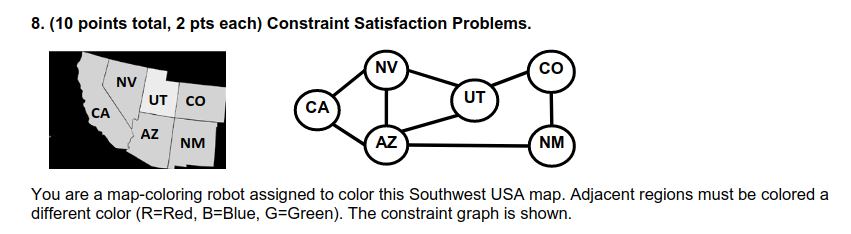 8. (10 points total, 2 pts each) Constraint Satisfaction Problems.
NV
UT CO
CA
AZ
NM
NV
CO
UT
CA
AZ
NM
You are a map-coloring robot assigned to color this Southwest USA map. Adjacent regions must be colored a
different color (R=Red, B=Blue, G=Green). The constraint graph is shown.